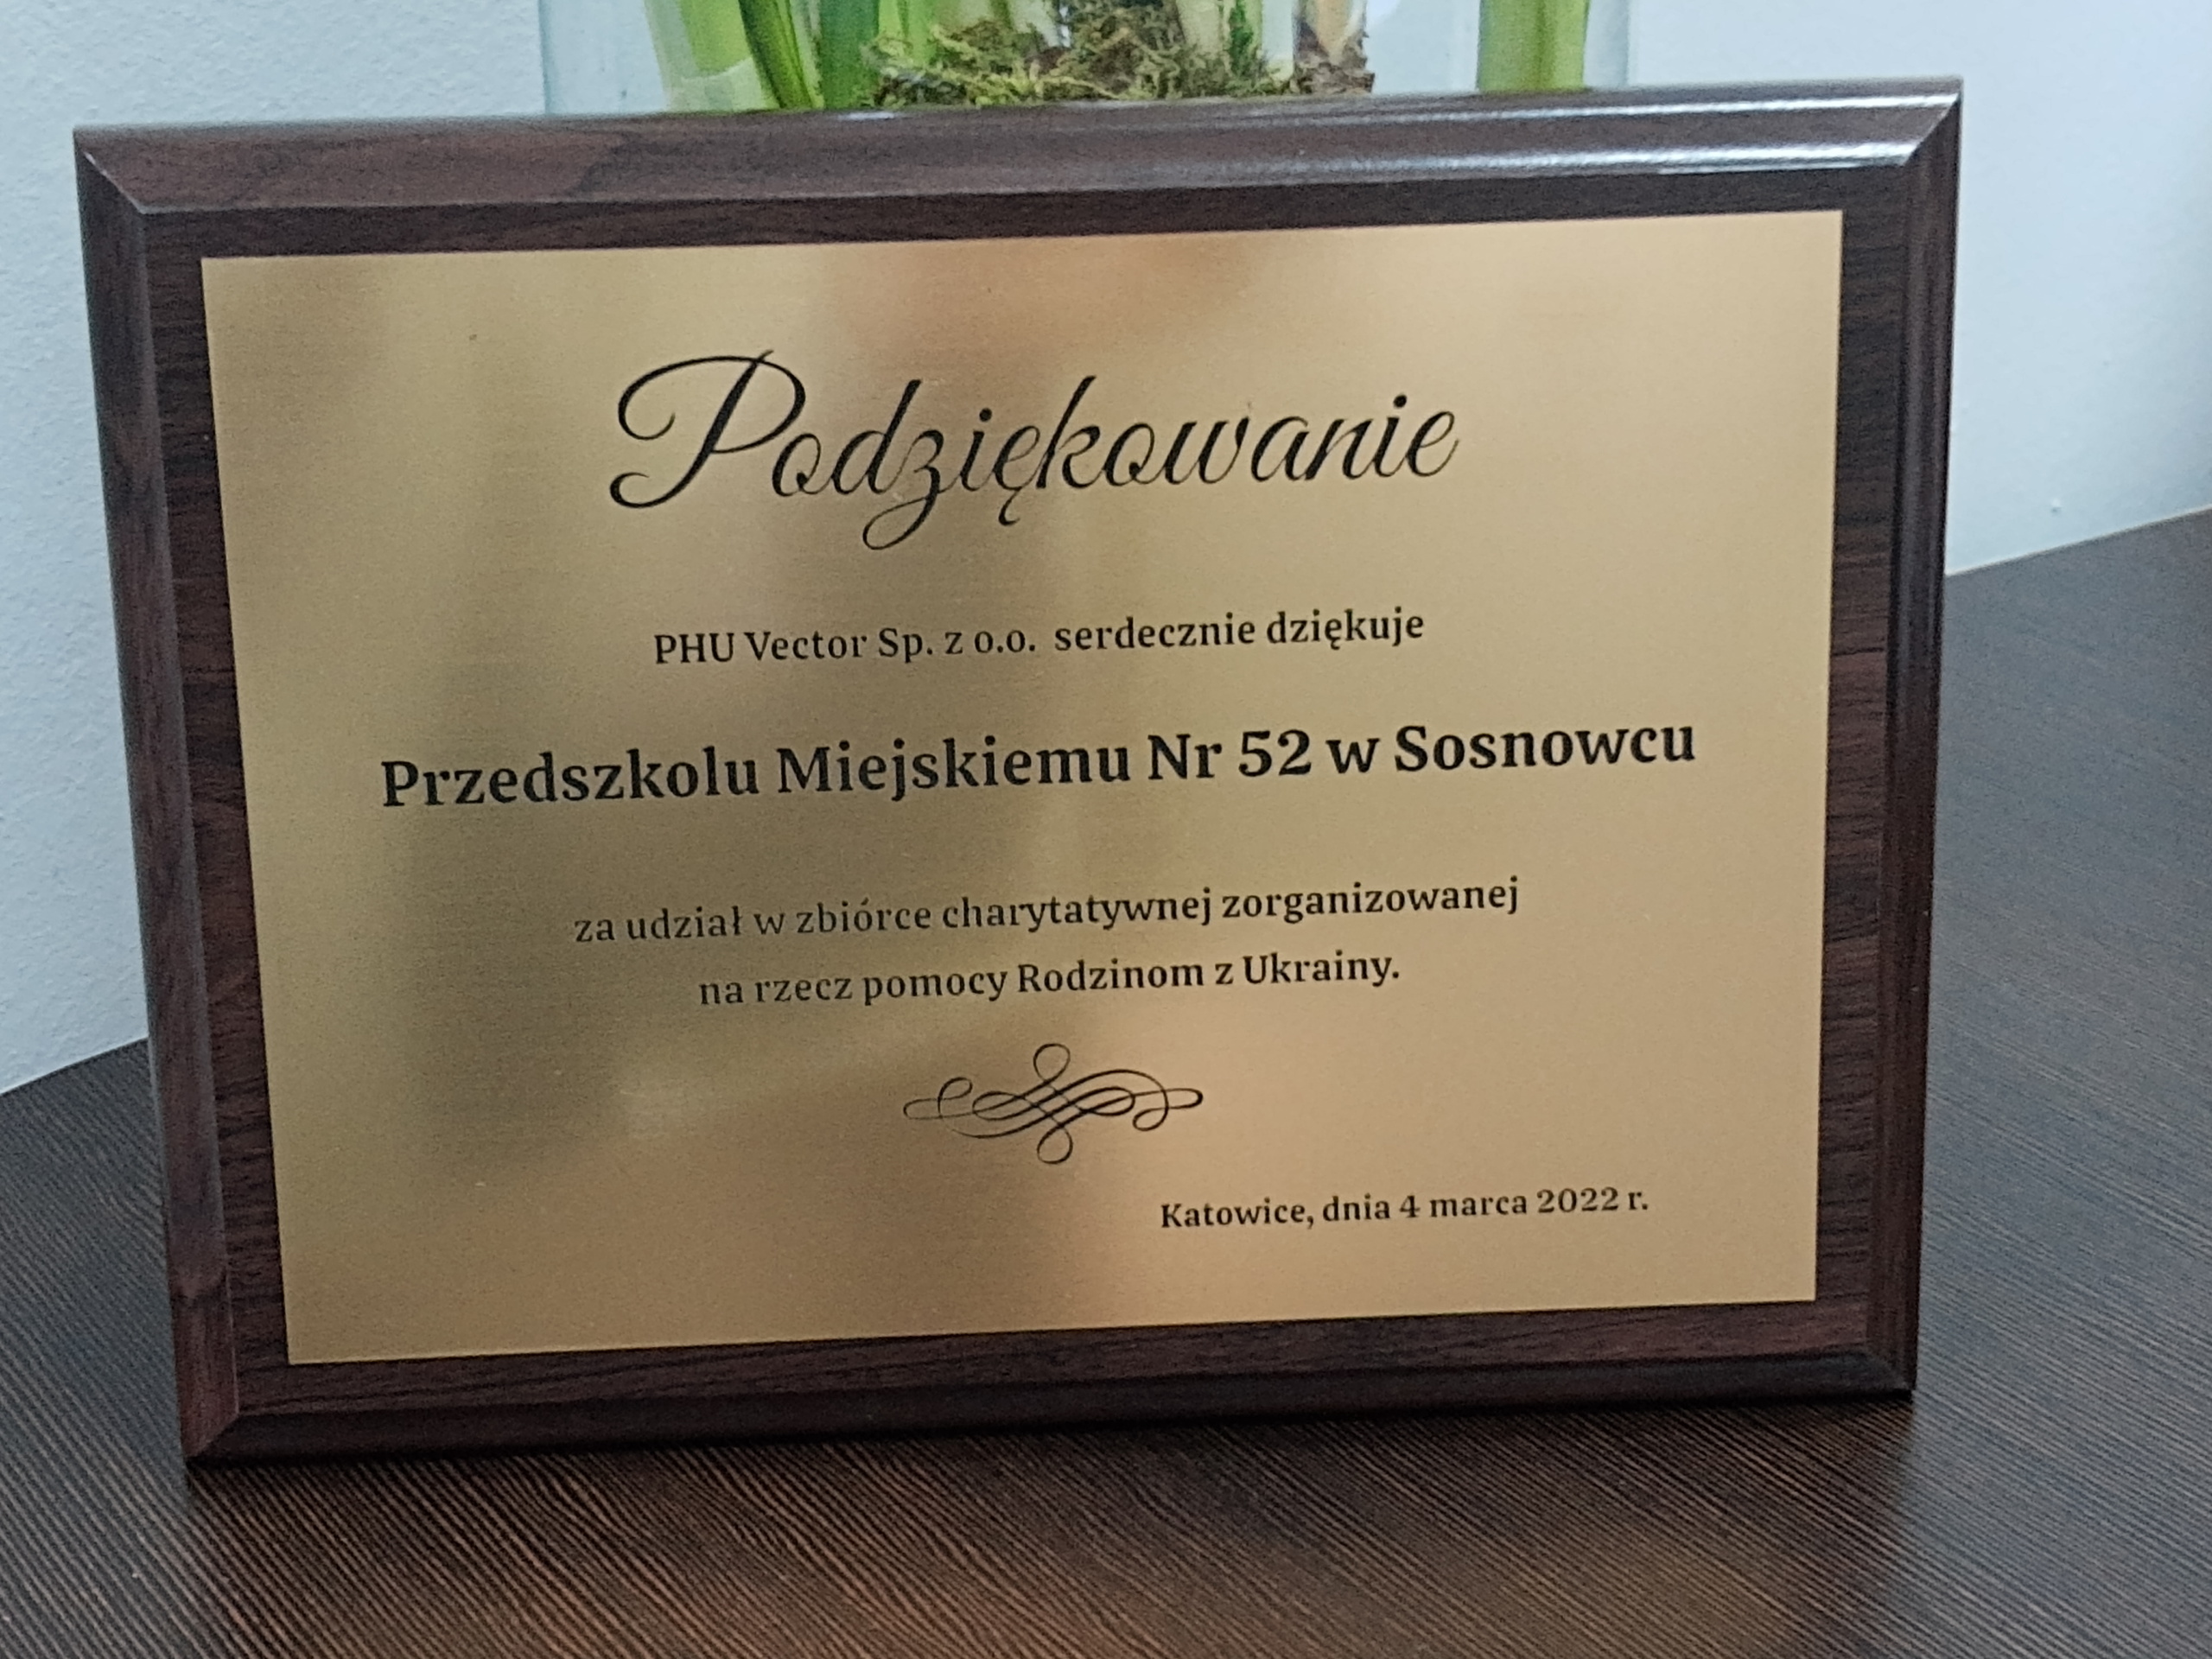 Podziękowanie
PHU Vector Sp. z o.o. serdecznie dziękuje
Przedszkolu Miejskiemu Nr 52 w Sosnowcu
za udział w zbiórce charytatywnej zorganizowanej
na rzecz pomocy Rodzinom z Ukrainy.
Katowice, dnia 4 marca 2022 r.